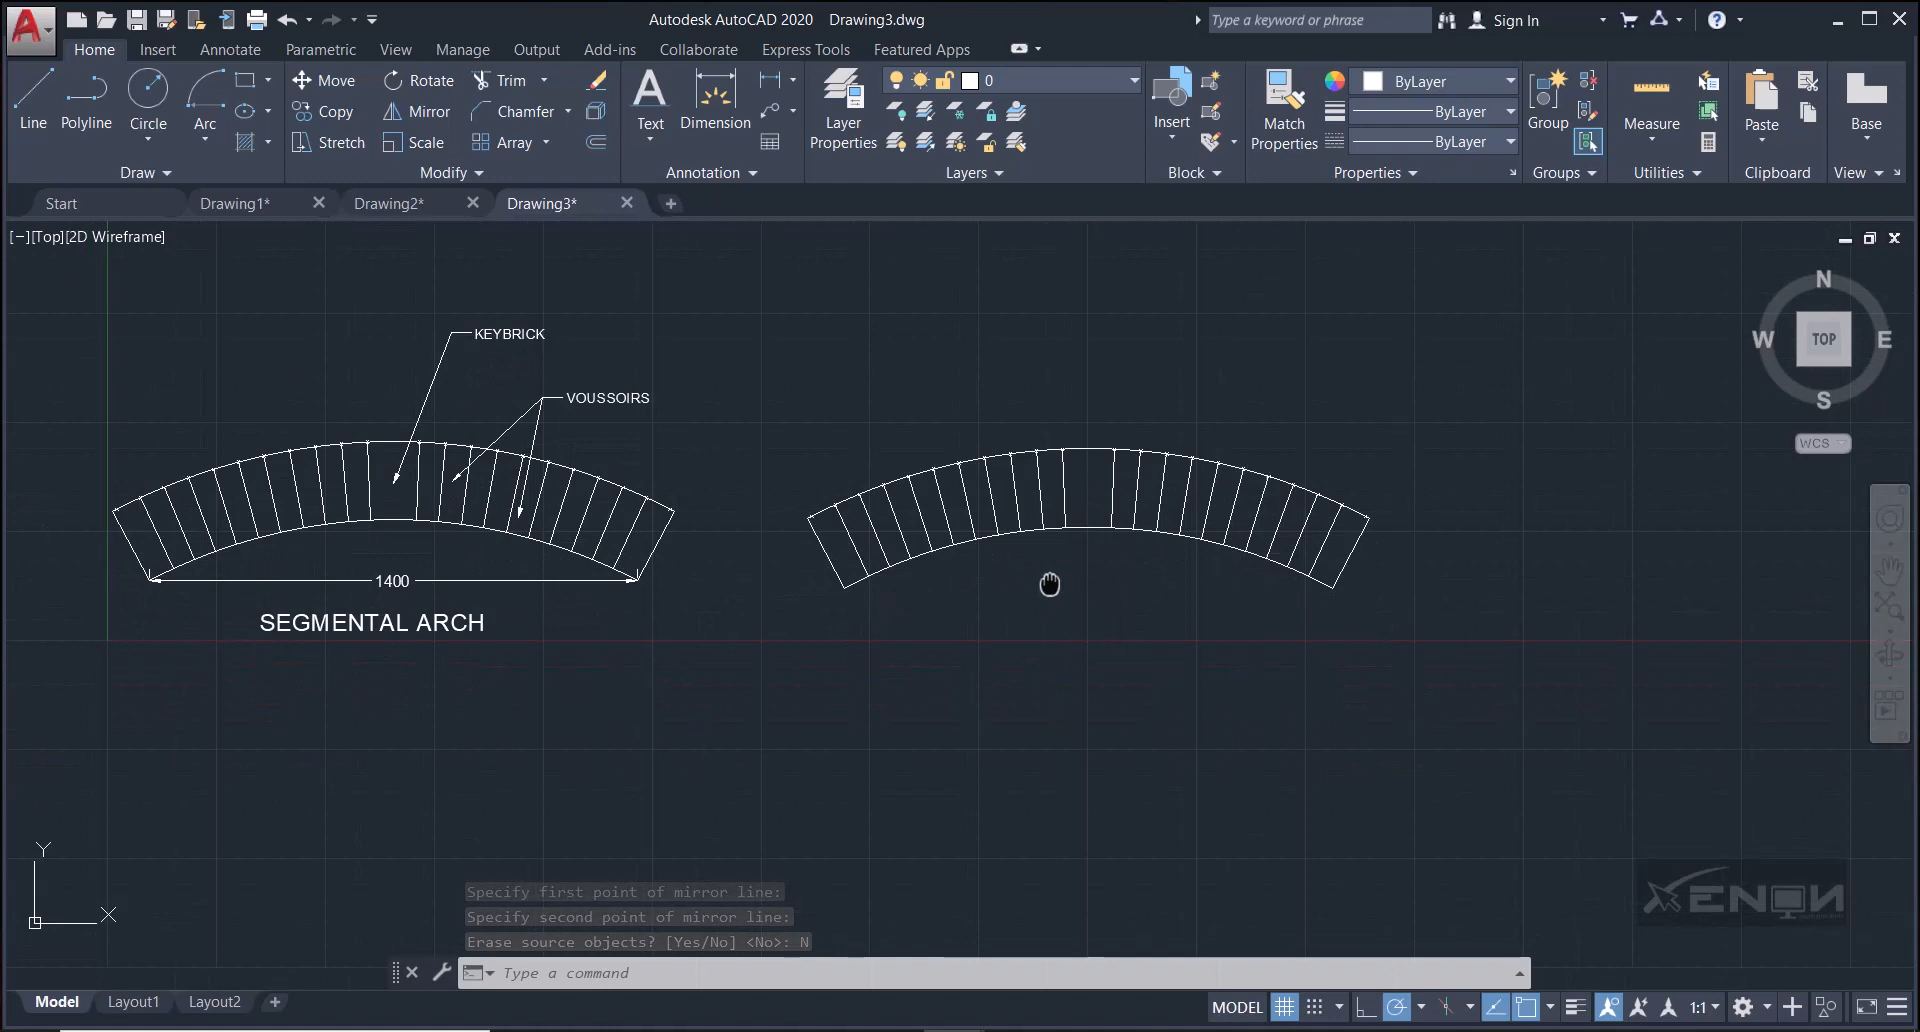 Autodesk AutoCAD 2020 Drawing3.dwg
Type a keyword or phrase
Sign In
Home Insert Annotate Parametric View Manage Output Add-ins Collaborate Express Tools Featured Apps
Line Polyline Circle Arc
Move Rotate Trim
Copy Mirror Chamfer
Stretch Scale Array
Text Dimension
Layer Properties
0
Insert
Match Properties
ByLayer
ByLayer
ByLayer
Group
Measure
Paste
Base
Draw Modify Annotation Layers Block Properties Groups Utilities Clipboard View
Start Drawing1* Drawing2* Drawing3*
[−][Top][2D Wireframe]
N
W TOP E
S
WCS
KEYBRICK
VOUSSOIRS
1400
SEGMENTAL ARCH
Y
X
XENON
Specify first point of mirror line:
Specify second point of mirror line:
Erase source objects? [Yes/No] <No>: N
Type a command
Model Layout1 Layout2
MODEL 1:1